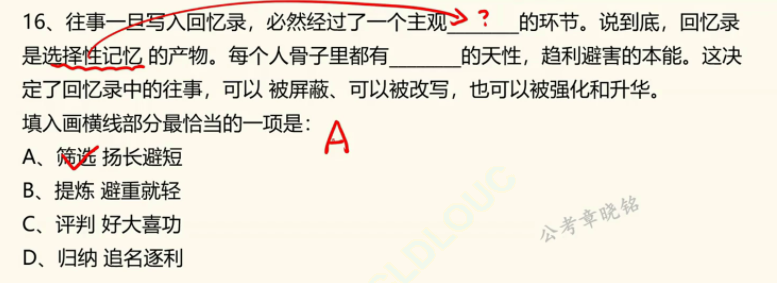 16、往事一旦写入回忆录，必然经过了一个主观_______的环节。说到底，回忆录
是选择性记忆 的产物。每个人骨子里都有_______的天性，趋利避害的本能。这决
定了回忆录中的往事，可以 被屏蔽、可以被改写，也可以被强化和升华。
填入画横线部分最恰当的一项是：
A、筛选 扬长避短
B、提炼 避重就轻
C、评判 好大喜功
D、归纳 追名逐利
?
A
公考章晓铭